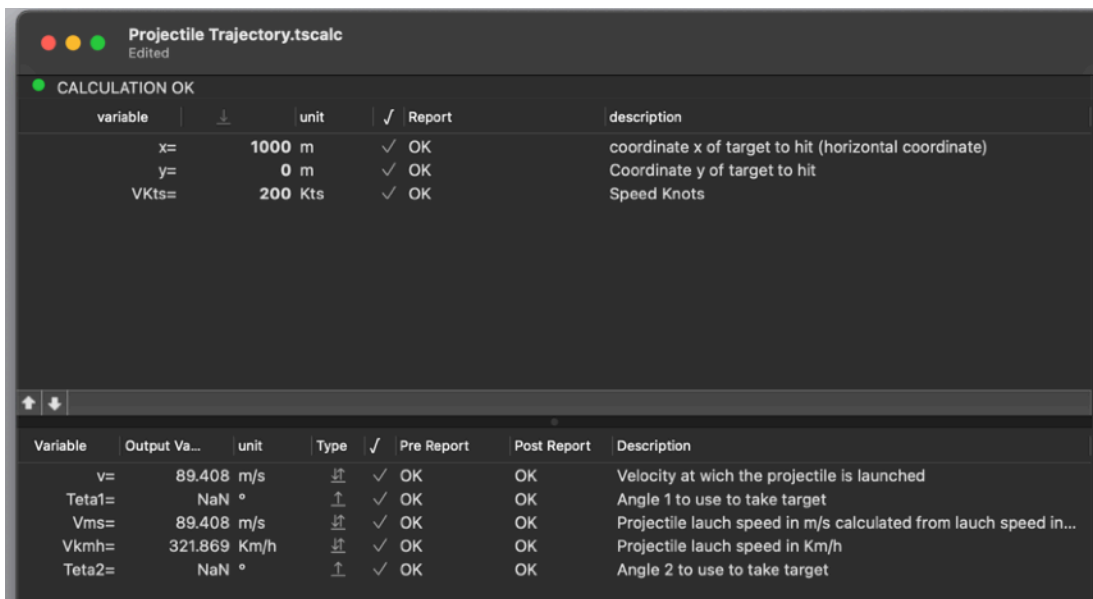 Projectile Trajectory.tscalc
Edited
CALCULATION OK
variable unit √ Report description
x= 1000 m ✓ OK coordinate x of target to hit (horizontal coordinate)
y= 0 m ✓ OK Coordinate y of target to hit
VKts= 200 Kts ✓ OK Speed Knots
Variable Output Va... unit Type √ Pre Report Post Report Description
v= 89.408 m/s ✓ OK OK Velocity at wich the projectile is launched
Teta1= NaN ° ✓ OK OK Angle 1 to use to take target
Vms= 89.408 m/s ✓ OK OK Projectile lauch speed in m/s calculated from lauch speed in...
Vkmh= 321.869 Km/h ✓ OK OK Projectile lauch speed in Km/h
Teta2= NaN ° ✓ OK OK Angle 2 to use to take target